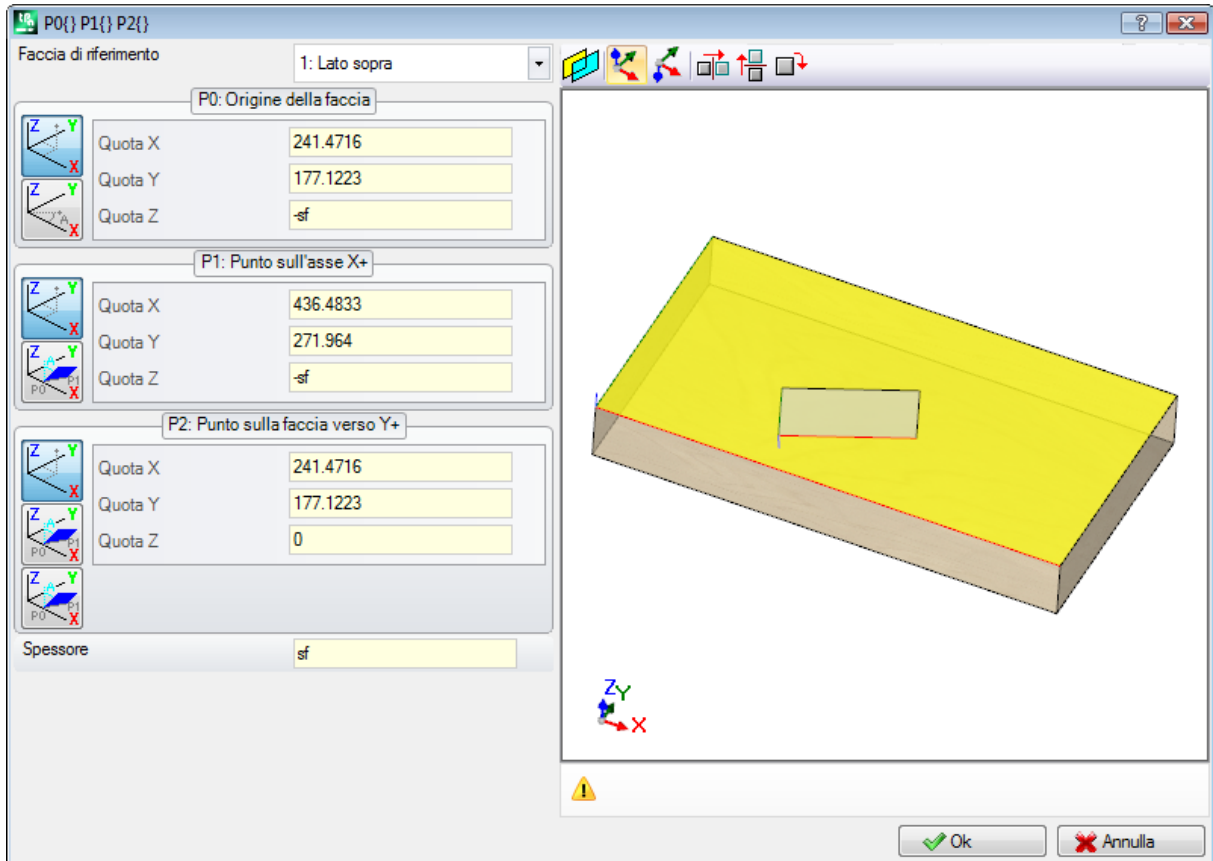 P0{} P1{} P2{}
Faccia di riferimento
1: Lato sopra
P0: Origine della faccia
Quota X
241.4716
Quota Y
177.1223
Quota Z
-sf
P1: Punto sull'asse X+
Quota X
436.4833
Quota Y
271.964
Quota Z
-sf
P2: Punto sulla faccia verso Y+
Quota X
241.4716
Quota Y
177.1223
Quota Z
0
Spessore
sf
Z
Y
X
Ok
Annulla